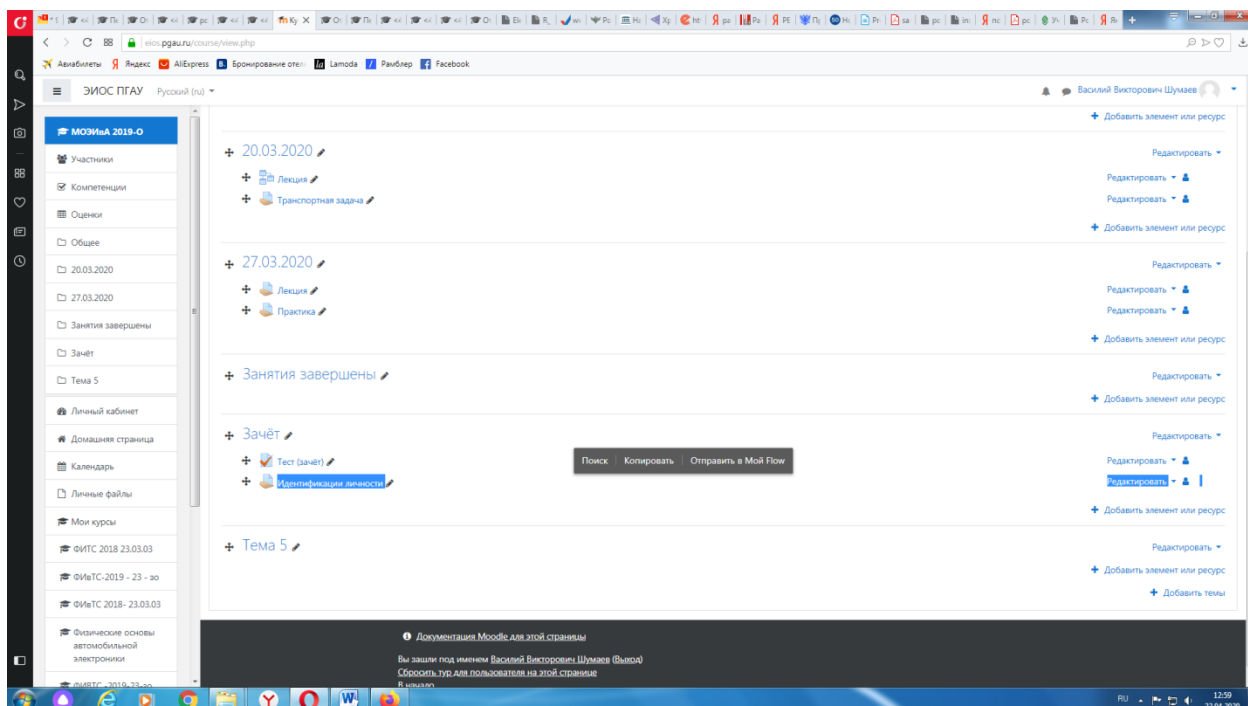 eios.pgau.ru/course/view.php
Авиабилеты Яндекс AliExpress Бронирование отел Lamoda Рамблер Facebook
ЭИОС ПГАУ Русский (ru)
Василий Викторович Шумаев
Добавить элемент или ресурс
МОЭИвА 2019-О
Участники
Компетенции
Оценки
Общее
20.03.2020
27.03.2020
Занятия завершены
Зачёт
Тема 5
Личный кабинет
Домашняя страница
Календарь
Личные файлы
Мои курсы
ФИТС 2018 23.03.03
ФИвТС-2019 - 23 - зо
ФИвТС 2018- 23.03.03
Физические основы
автомобильной
электроники
20.03.2020 Редактировать
Лекция Редактировать
Транспортная задача Редактировать
Добавить элемент или ресурс
27.03.2020 Редактировать
Лекция Редактировать
Практика Редактировать
Добавить элемент или ресурс
Занятия завершены Редактировать
Добавить элемент или ресурс
Зачёт Редактировать
Поиск Копировать Отправить в Мой Flow
Тест (зачёт) Редактировать
Идентификации личности Редактировать
Добавить элемент или ресурс
Тема 5 Редактировать
Добавить элемент или ресурс
Добавить темы
Документация Moodle для этой страницы
Вы зашли под именем Василий Викторович Шумаев (Выход)
Сбросить тур для пользователя на этой странице
В начало
RU
12:59